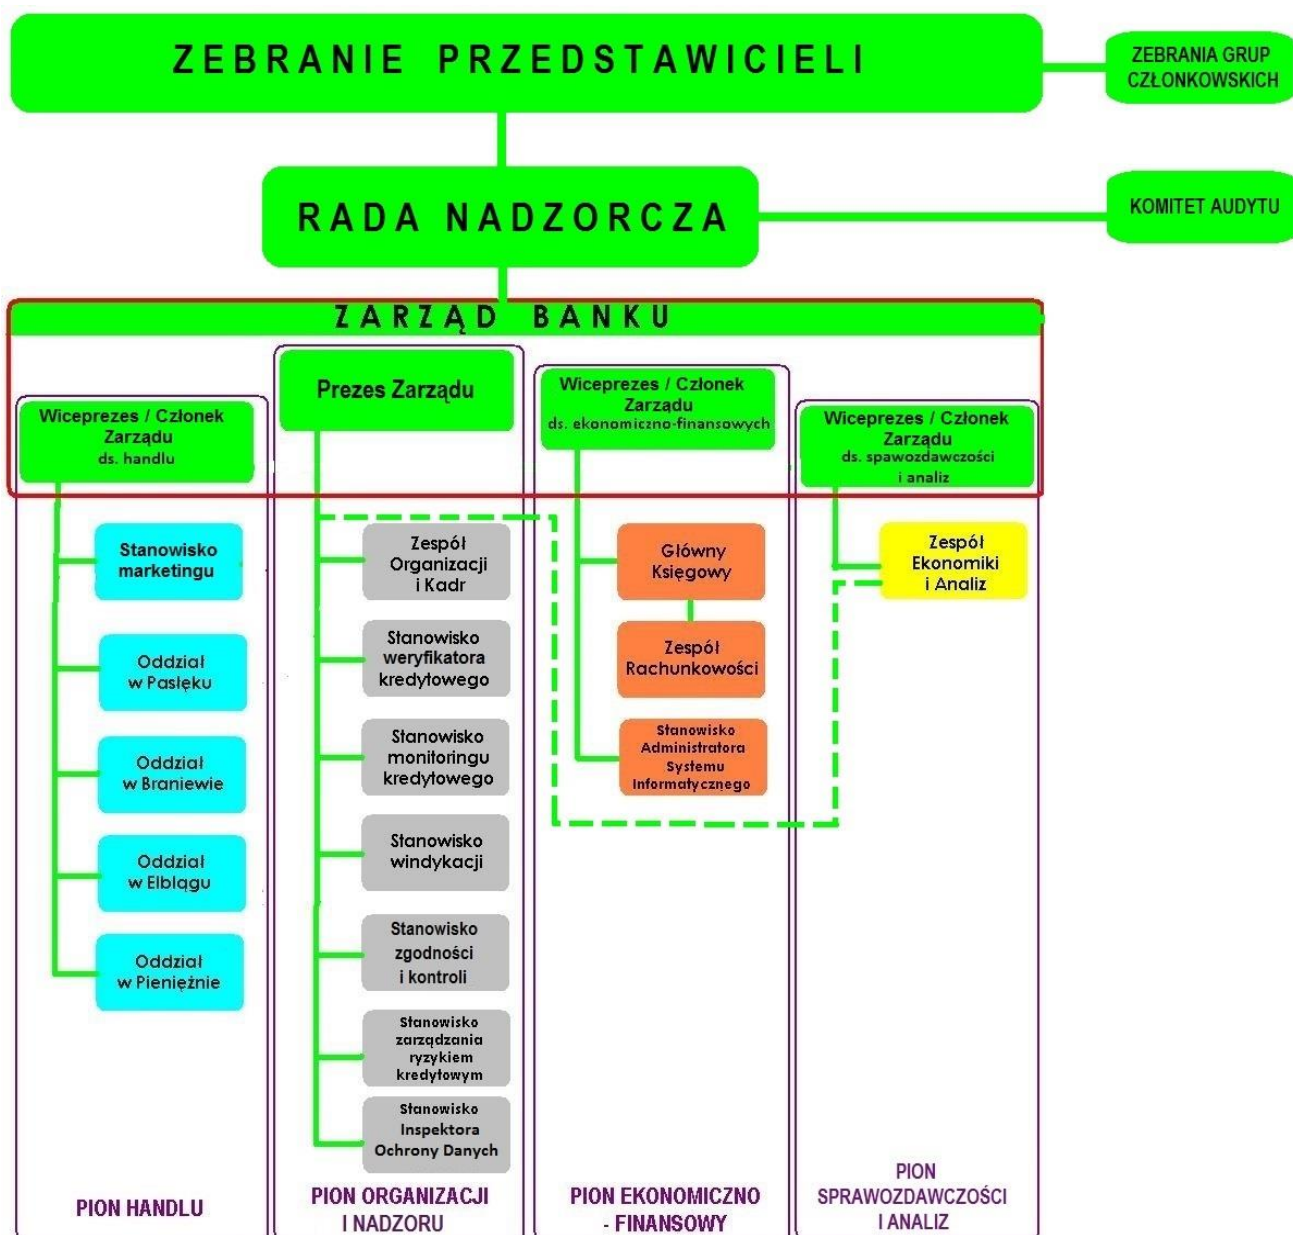 ZEBRANIE PRZEDSTAWICIELI
ZEBRANIA GRUP
CZŁONKOWSKICH
RADA NADZORCZA
KOMITET AUDYTU
ZARZĄD BANKU
Wiceprezes / Członek
Zarządu
ds. handlu
Stanowisko
marketingu
Oddział
w Pasłęku
Oddział
w Braniewie
Oddział
w Elblągu
Oddział
w Pieniężnie
PION HANDLU
Prezes Zarządu
Zespół
Organizacji
i Kadr
Stanowisko
weryfikatora
kredytowego
Stanowisko
monitoringu
kredytowego
Stanowisko
windykacji
Stanowisko
zgodności
i kontroli
Stanowisko
zarządzania
ryzykiem
kredytowym
Stanowisko
Inspektora
Ochrony Danych
PION ORGANIZACJI
I NADZORU
Wiceprezes / Członek
Zarządu
ds. ekonomiczno-finansowych
Główny
Księgowy
Zespół
Rachunkowości
Stanowisko
Administratora
Systemu
Informatycznego
PION EKONOMICZNO
- FINANSOWY
Wiceprezes / Członek
Zarządu
ds. spawozdawczości
i analiz
Zespół
Ekonomiki
i Analiz
PION
SPRAWOZDAWCZOŚCI
I ANALIZ